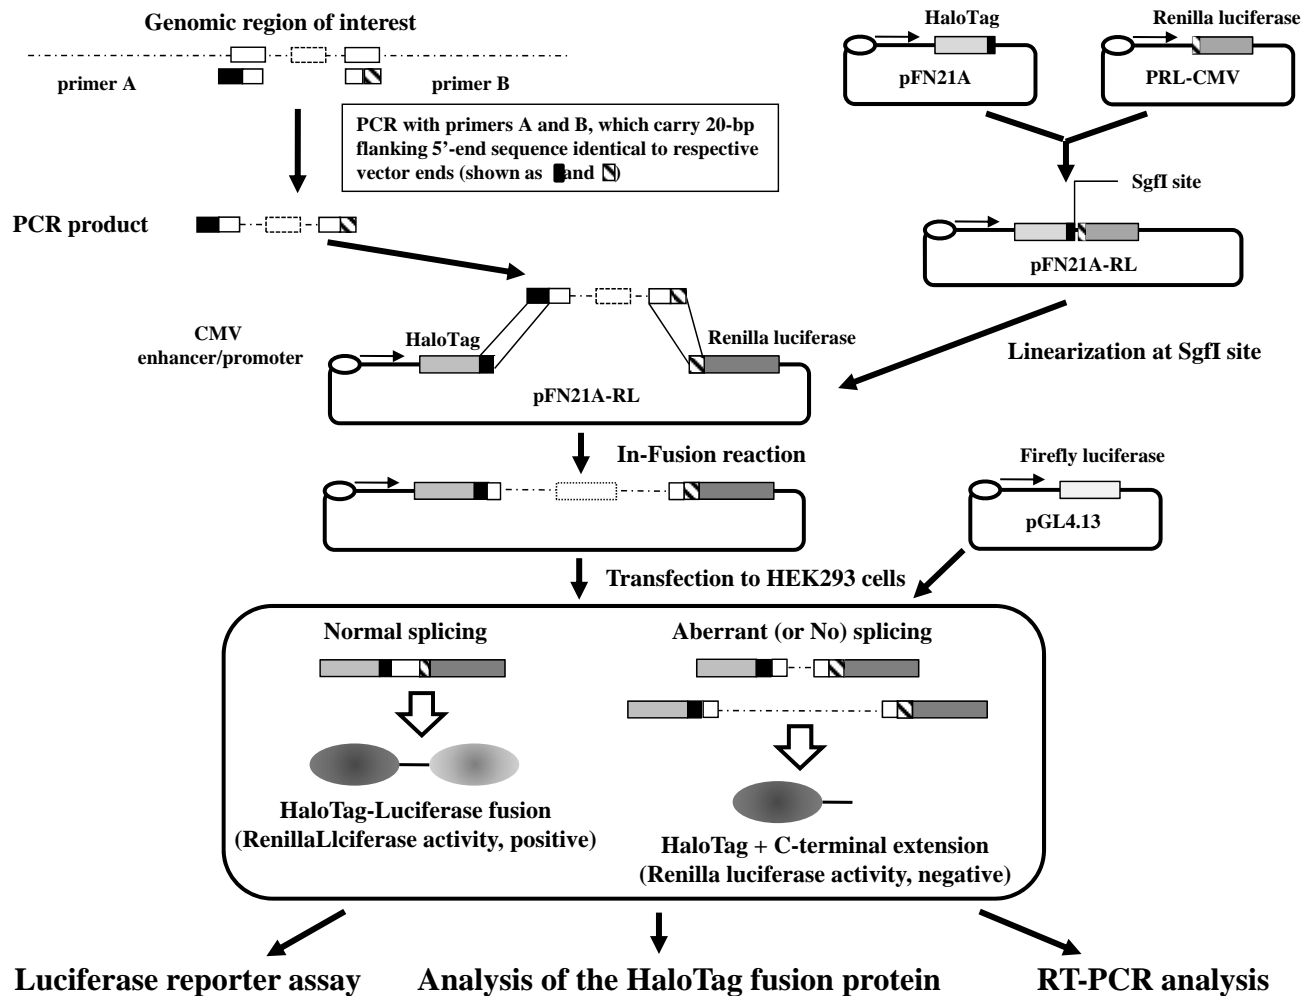 Genomic region of interest
primer A
primer B
PCR with primers A and B, which carry 20-bp
flanking 5’-end sequence identical to respective
vector ends (shown as and )
PCR product
HaloTag
Renilla luciferase
pFN21A
PRL-CMV
SgfI site
pFN21A-RL
Linearization at SgfI site
CMV
enhancer/promoter
HaloTag
Renilla luciferase
pFN21A-RL
In-Fusion reaction
Firefly luciferase
pGL4.13
Transfection to HEK293 cells
Normal splicing
Aberrant (or No) splicing
HaloTag-Luciferase fusion
(RenillaLlciferase activity, positive)
HaloTag + C-terminal extension
(Renilla luciferase activity, negative)
Luciferase reporter assay
Analysis of the HaloTag fusion protein
RT-PCR analysis